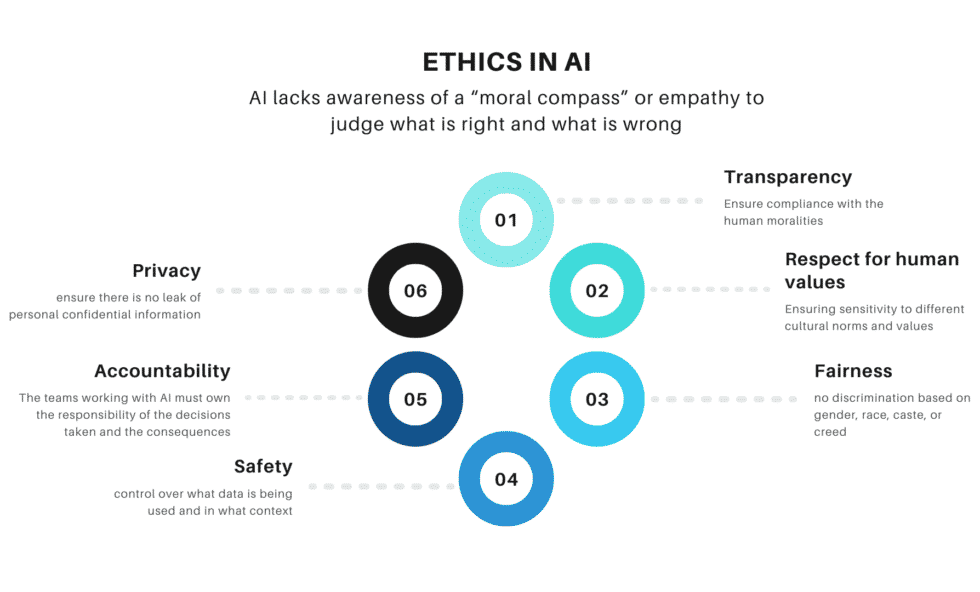 ETHICS IN AI
AI lacks awareness of a “moral compass” or empathy to
judge what is right and what is wrong
01
Transparency
Ensure compliance with the
human moralities
02
Respect for human
values
Ensuring sensitivity to different
cultural norms and values
03
Fairness
no discrimination based on
gender, race, caste, or
creed
04
Safety
control over what data is being
used and in what context
05
Accountability
The teams working with AI must own
the responsibility of the decisions
taken and the consequences
06
Privacy
ensure there is no leak of
personal confidential information